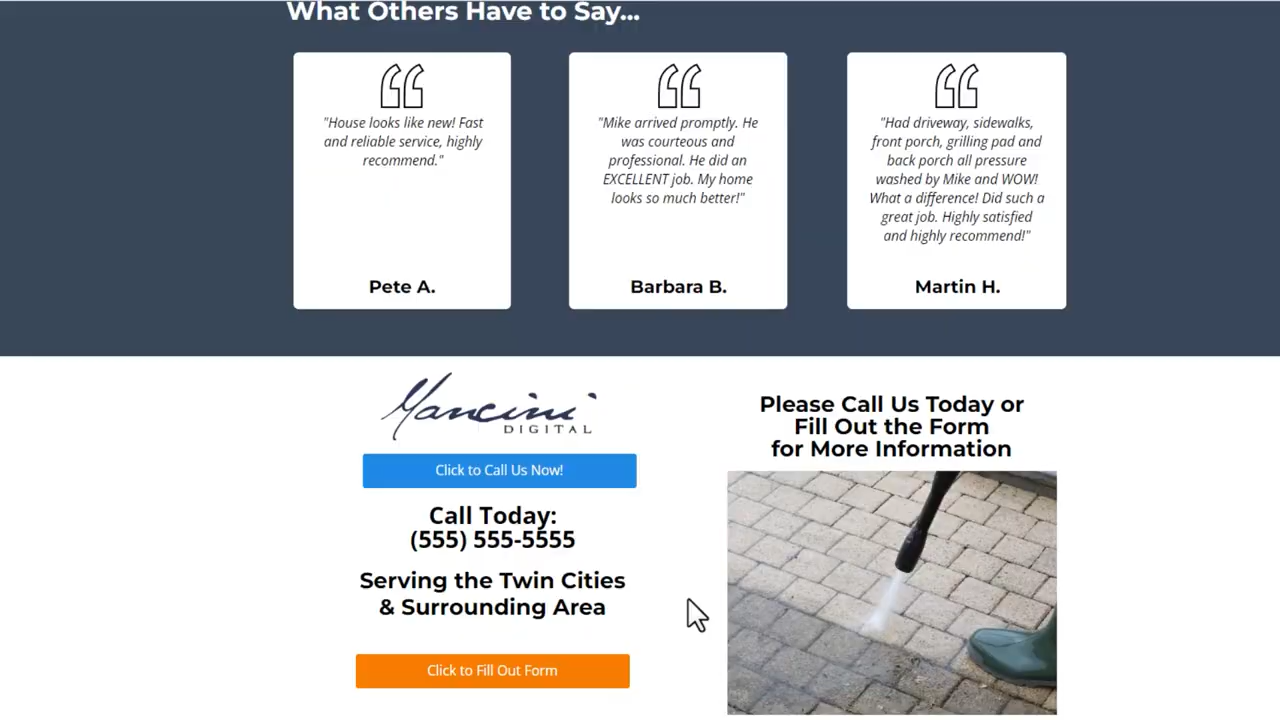 What Others Have to Say...
"House looks like new! Fast
and reliable service, highly
recommend."
Pete A.
"Mike arrived promptly. He
was courteous and
professional. He did an
EXCELLENT job. My home
looks so much better!"
Barbara B.
"Had driveway, sidewalks,
front porch, grilling pad and
back porch all pressure
washed by Mike and WOW!
What a difference! Did such a
great job. Highly satisfied
and highly recommend!"
Martin H.
Mancini
DIGITAL
Click to Call Us Now!
Call Today:
(555) 555-5555
Serving the Twin Cities
& Surrounding Area
Click to Fill Out Form
Please Call Us Today or
Fill Out the Form
for More Information